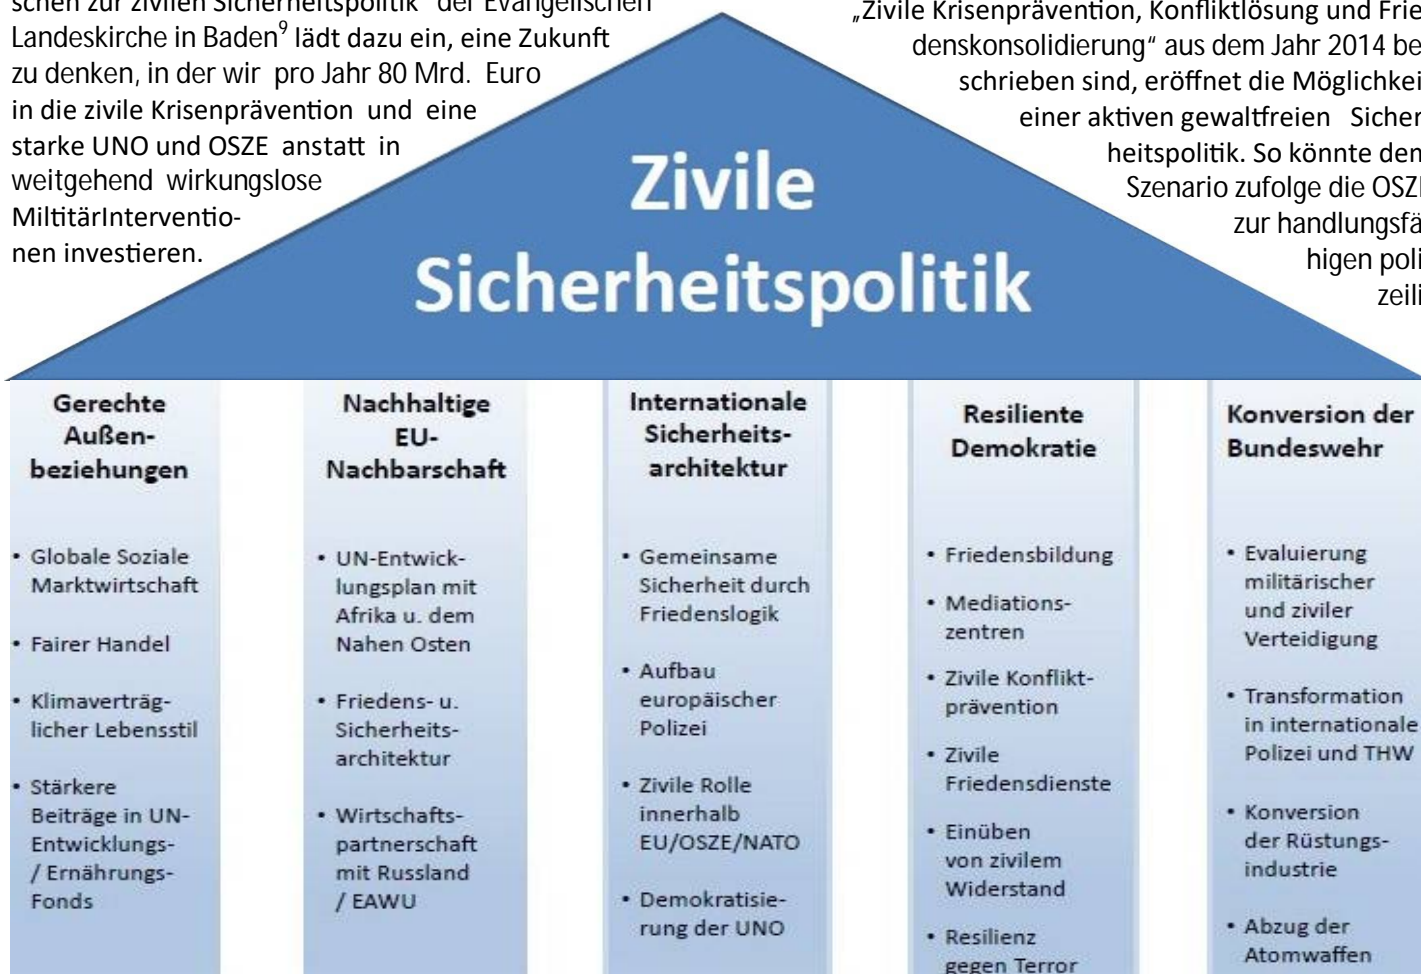 schen zur zivilen Sicherheitspolitik" der Evangelischen
Landeskirche in Baden⁹ lädt dazu ein, eine Zukunft
zu denken, in der wir pro Jahr 80 Mrd. Euro
in die zivile Krisenprävention und eine
starke UNO und OSZE anstatt in
weitgehend wirkungslose
MiltitärInterventio-
nen investieren.
„Zivile Krisenprävention, Konfliktlösung und Frie
denskonsolidierung“ aus dem Jahr 2014 be
schrieben sind, eröffnet die Möglichkei
einer aktiven gewaltfreien Sicher
heitspolitik. So könnte den
Szenario zufolge die OSZE
zur handlungsfä
higen poli
zeili
Zivile
Sicherheitspolitik
Gerechte
Außen-
beziehungen
• Globale Soziale
Marktwirtschaft
• Fairer Handel
• Klimaverträg-
licher Lebensstil
• Stärkere
Beiträge in UN-
Entwicklungs-
/ Ernährungs-
Fonds
Nachhaltige
EU-
Nachbarschaft
• UN-Entwick-
lungsplan mit
Afrika u. dem
Nahen Osten
• Friedens- u.
Sicherheits-
architektur
• Wirtschafts-
partnerschaft
mit Russland
/ EAWU
Internationale
Sicherheits-
architektur
• Gemeinsame
Sicherheit durch
Friedenslogik
• Aufbau
europäischer
Polizei
• Zivile Rolle
innerhalb
EU/OSZE/NATO
• Demokratisie-
rung der UNO
Resiliente
Demokratie
• Friedensbildung
• Mediations-
zentren
• Zivile Konflikt-
prävention
• Zivile
Friedensdienste
• Einüben
von zivilem
Widerstand
• Resilienz
gegen Terror
Konversion der
Bundeswehr
• Evaluierung
militärischer
und ziviler
Verteidigung
• Transformation
in internationale
Polizei und THW
• Konversion
der Rüstungs-
industrie
• Abzug der
Atomwaffen